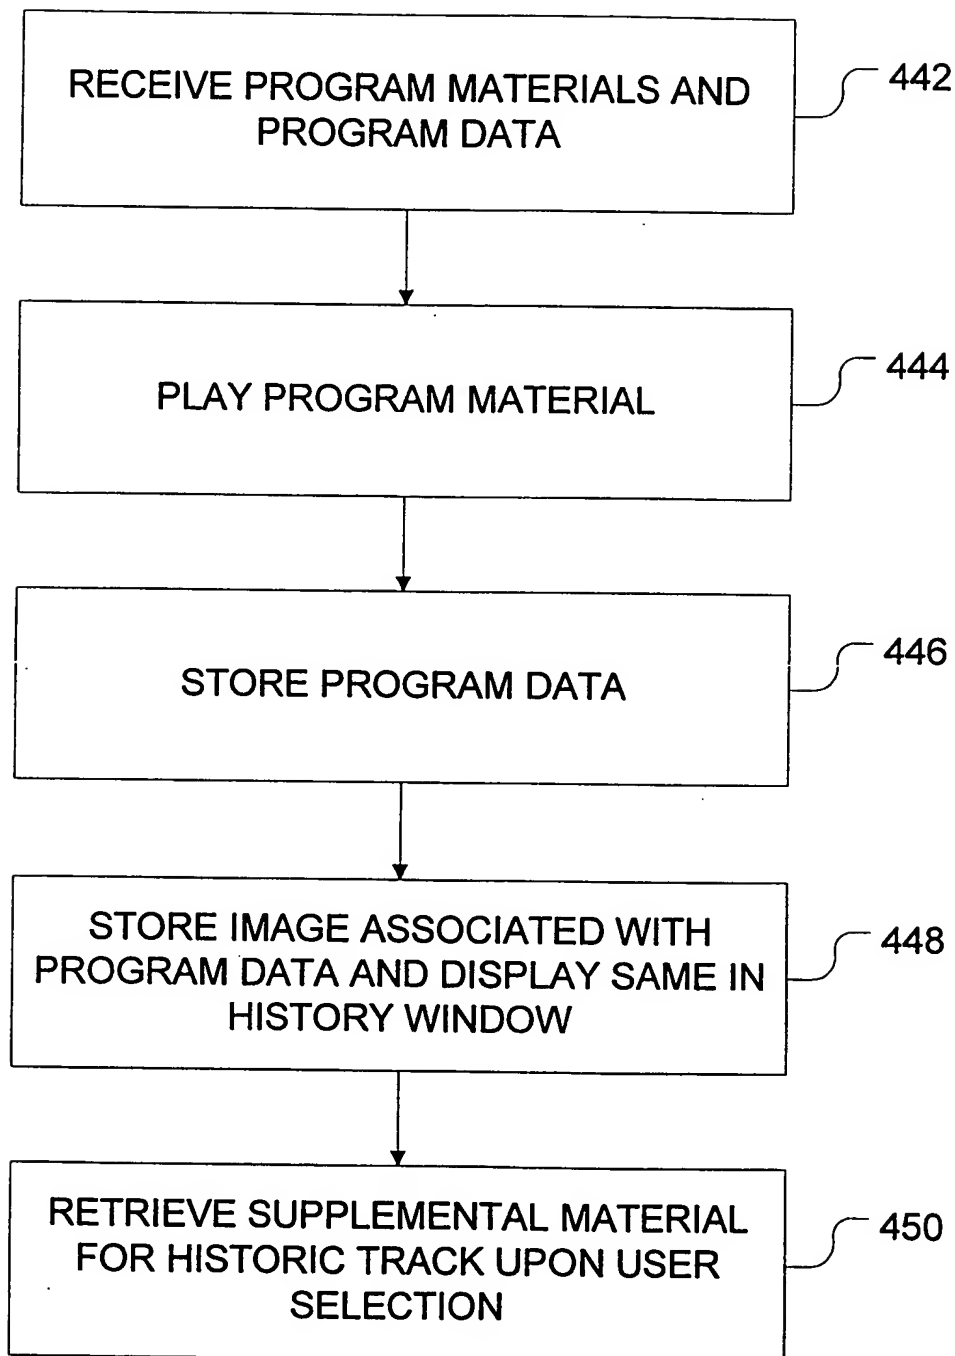 RECEIVE PROGRAM MATERIALS AND
PROGRAM DATA
442
PLAY PROGRAM MATERIAL
444
STORE PROGRAM DATA
446
STORE IMAGE ASSOCIATED WITH
PROGRAM DATA AND DISPLAY SAME IN
HISTORY WINDOW
448
RETRIEVE SUPPLEMENTAL MATERIAL
FOR HISTORIC TRACK UPON USER
SELECTION
450